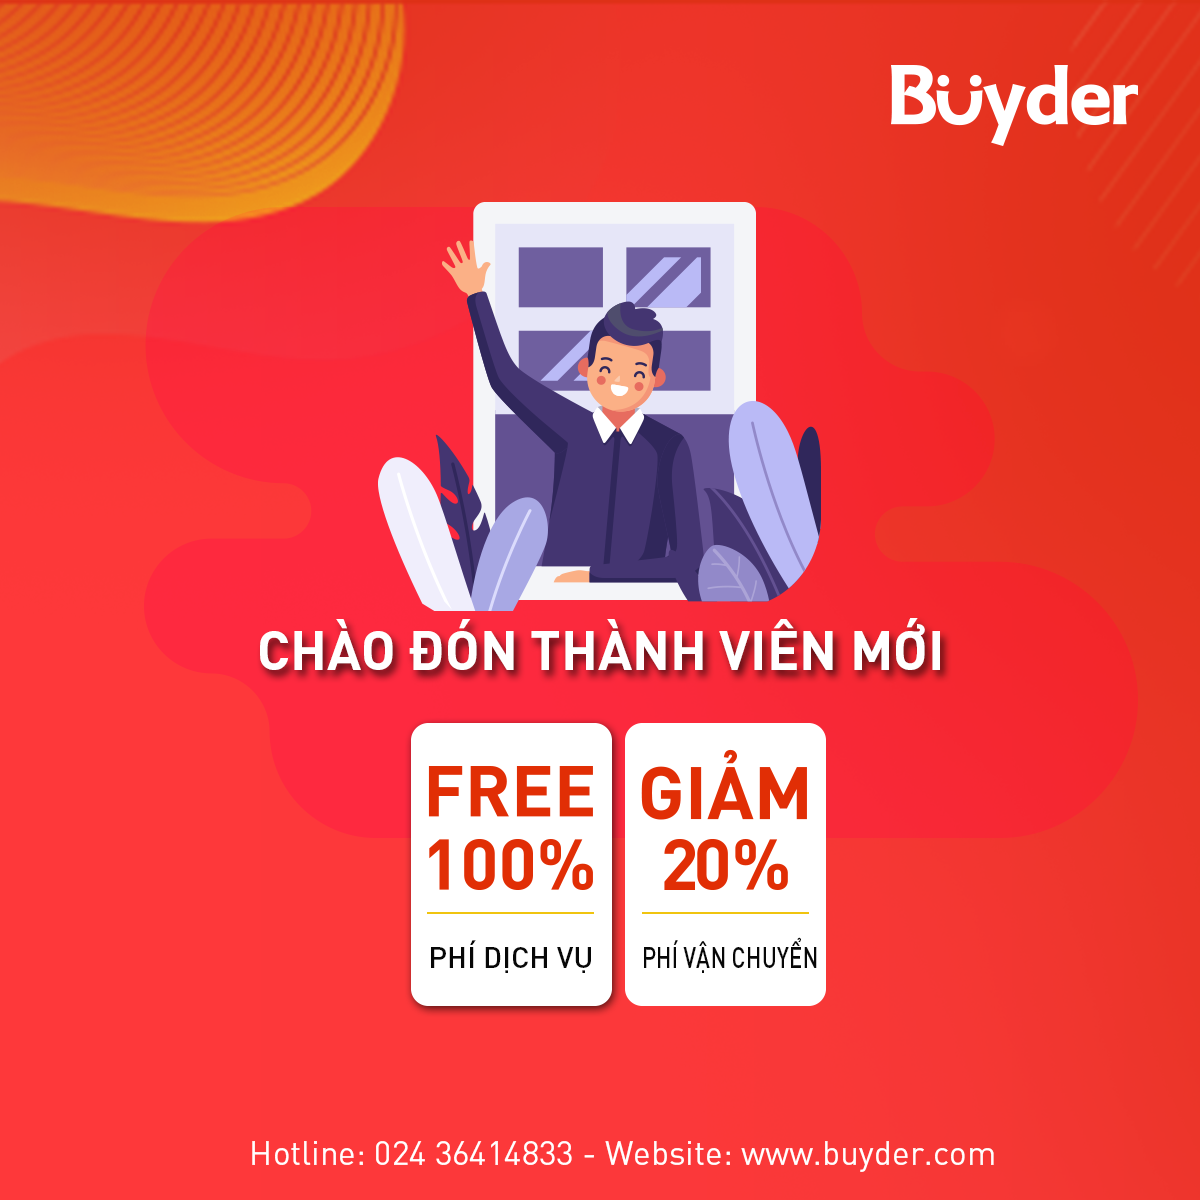 Buyder
CHÀO ĐÓN THÀNH VIÊN MỚI
FREE
100%
PHÍ DỊCH VỤ
GIẢM
20%
PHÍ VẬN CHUYỂN
Hotline: 024 36414833 - Website: www.buyder.com